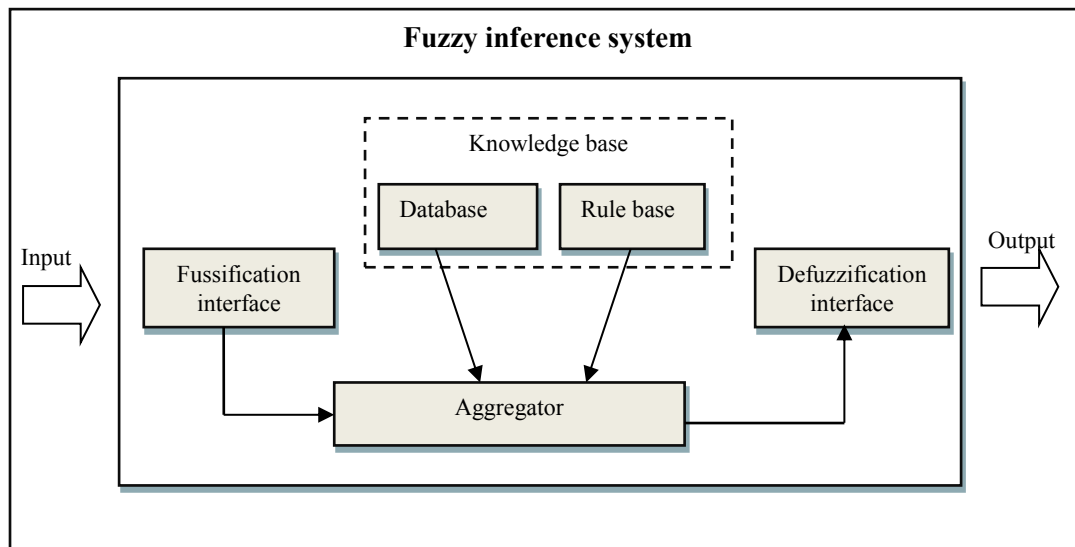 Fuzzy inference system
Knowledge base
Database
Rule base
Input
Fussification
interface
Defuzzification
interface
Output
Aggregator